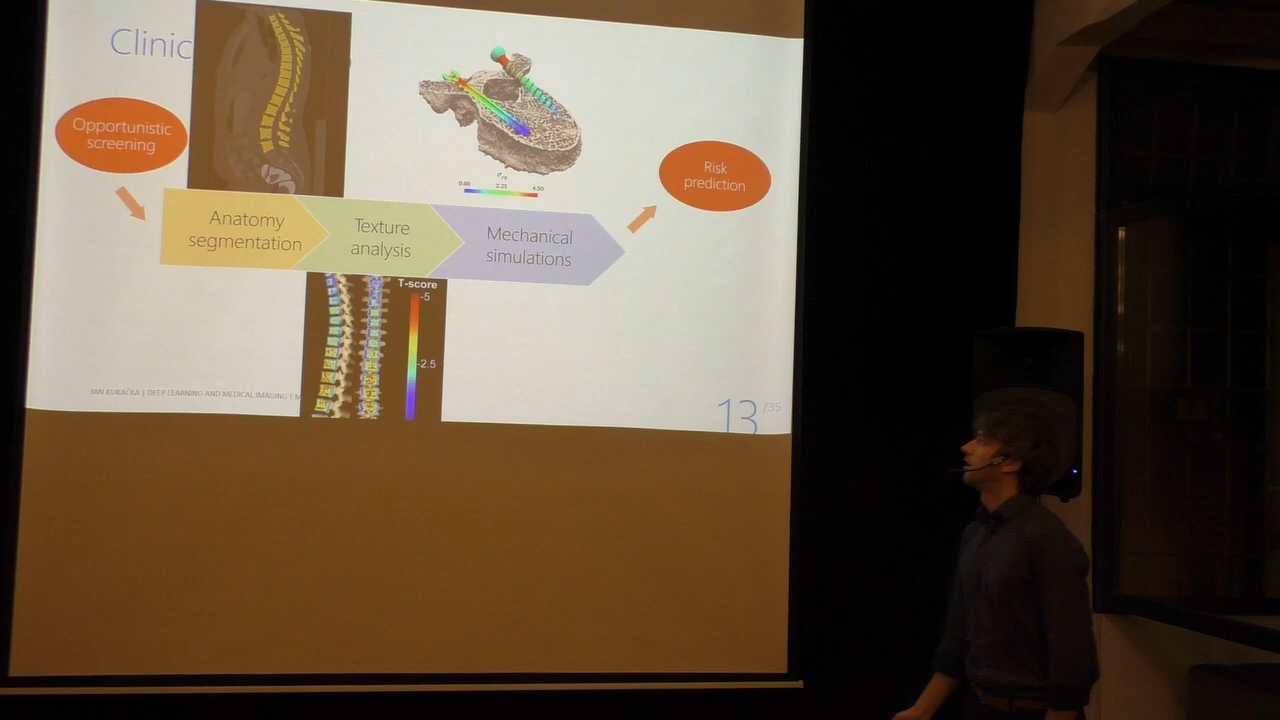 Clinic
Opportunistic
screening
σ
0.00 2.25 4.50
Risk
prediction
Anatomy
segmentation
Texture
analysis
Mechanical
simulations
T-score
-5
-2.5
JAN KUKAČKA | DEEP LEARNING AND MEDICAL IMAGING | M
13 /35